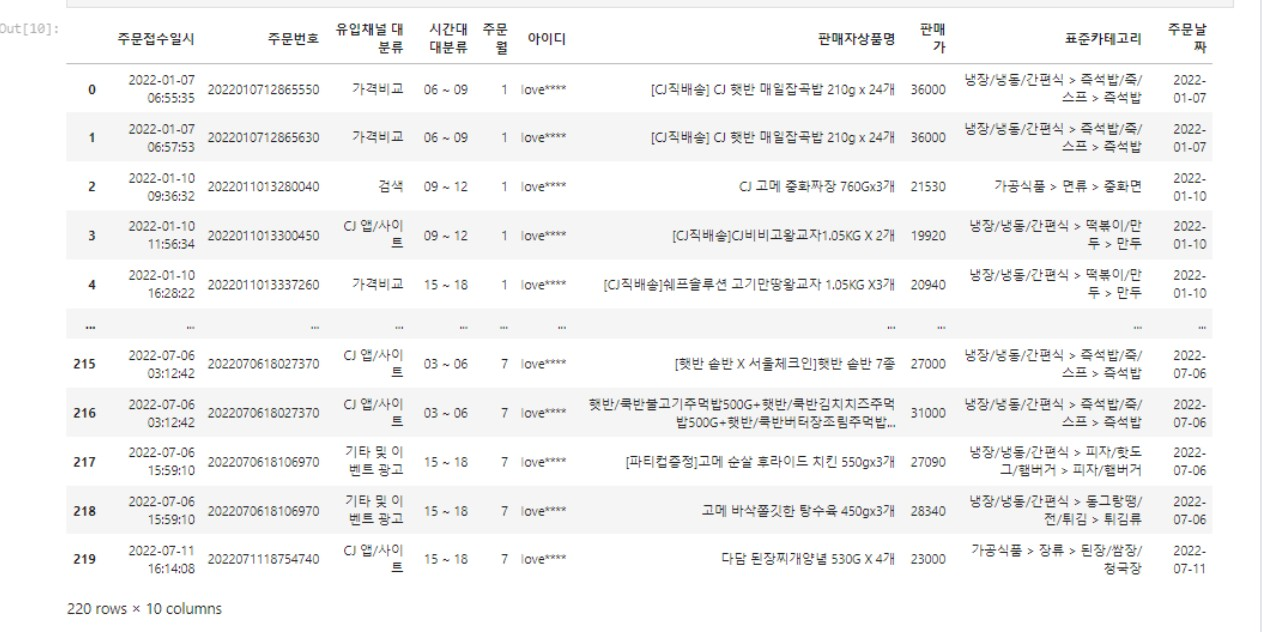 Out[10]:
주문접수일시 주문번호 유입채널 대분류 시간대 대분류 주문월 아이디 판매자상품명 판매가 표준카테고리 주문날짜
0 2022-01-07 06:55:35 2022010712865550 가격비교 06 ~ 09 1 love**** [CJ직배송] CJ 햇반 매일잡곡밥 210g x 24개 36000 냉장/냉동/간편식 > 즉석밥/죽/스프 > 즉석밥 2022-01-07
1 2022-01-07 06:57:53 2022010712865630 가격비교 06 ~ 09 1 love**** [CJ직배송] CJ 햇반 매일잡곡밥 210g x 24개 36000 냉장/냉동/간편식 > 즉석밥/죽/스프 > 즉석밥 2022-01-07
2 2022-01-10 09:36:32 2022011013280040 검색 09 ~ 12 1 love**** CJ 고메 중화짜장 760Gx3개 21530 가공식품 > 면류 > 중화면 2022-01-10
3 2022-01-10 11:56:34 2022011013300450 CJ 앱/사이트 09 ~ 12 1 love**** [CJ직배송]CJ비비고왕교자1.05KG X 2개 19920 냉장/냉동/간편식 > 떡볶이/만두 > 만두 2022-01-10
4 2022-01-10 16:28:22 2022011013337260 가격비교 15 ~ 18 1 love**** [CJ직배송]쉐프솔루션 고기만땅왕교자 1.05KG X3개 20940 냉장/냉동/간편식 > 떡볶이/만두 > 만두 2022-01-10
... ... ... ... ... ... ... ... ... ... ...
215 2022-07-06 03:12:42 2022070618027370 CJ 앱/사이트 03 ~ 06 7 love**** [햇반 솥반 X 서울체크인]햇반 솥반 7종 27000 냉장/냉동/간편식 > 즉석밥/죽/스프 > 즉석밥 2022-07-06
216 2022-07-06 03:12:42 2022070618027370 CJ 앱/사이트 03 ~ 06 7 love**** 햇반/쿡반불고기주먹밥500G+햇반/쿡반김치치즈주먹밥500G+햇반/쿡반버터장조림주먹밥... 31000 냉장/냉동/간편식 > 즉석밥/죽/스프 > 즉석밥 2022-07-06
217 2022-07-06 15:59:10 2022070618106970 기타 및 이벤트 광고 15 ~ 18 7 love**** [파티컵증정]고메 순살 후라이드 치킨 550gx3개 27090 냉장/냉동/간편식 > 피자/핫도그/햄버거 > 피자/햄버거 2022-07-06
218 2022-07-06 15:59:10 2022070618106970 기타 및 이벤트 광고 15 ~ 18 7 love**** 고메 바삭쫄깃한 탕수육 450gx3개 28340 냉장/냉동/간편식 > 동그랑땡/전/튀김 > 튀김류 2022-07-06
219 2022-07-11 16:14:08 2022071118754740 CJ 앱/사이트 15 ~ 18 7 love**** 다담 된장찌개양념 530G X 4개 23000 가공식품 > 장류 > 된장/쌈장/청국장 2022-07-11
220 rows × 10 columns